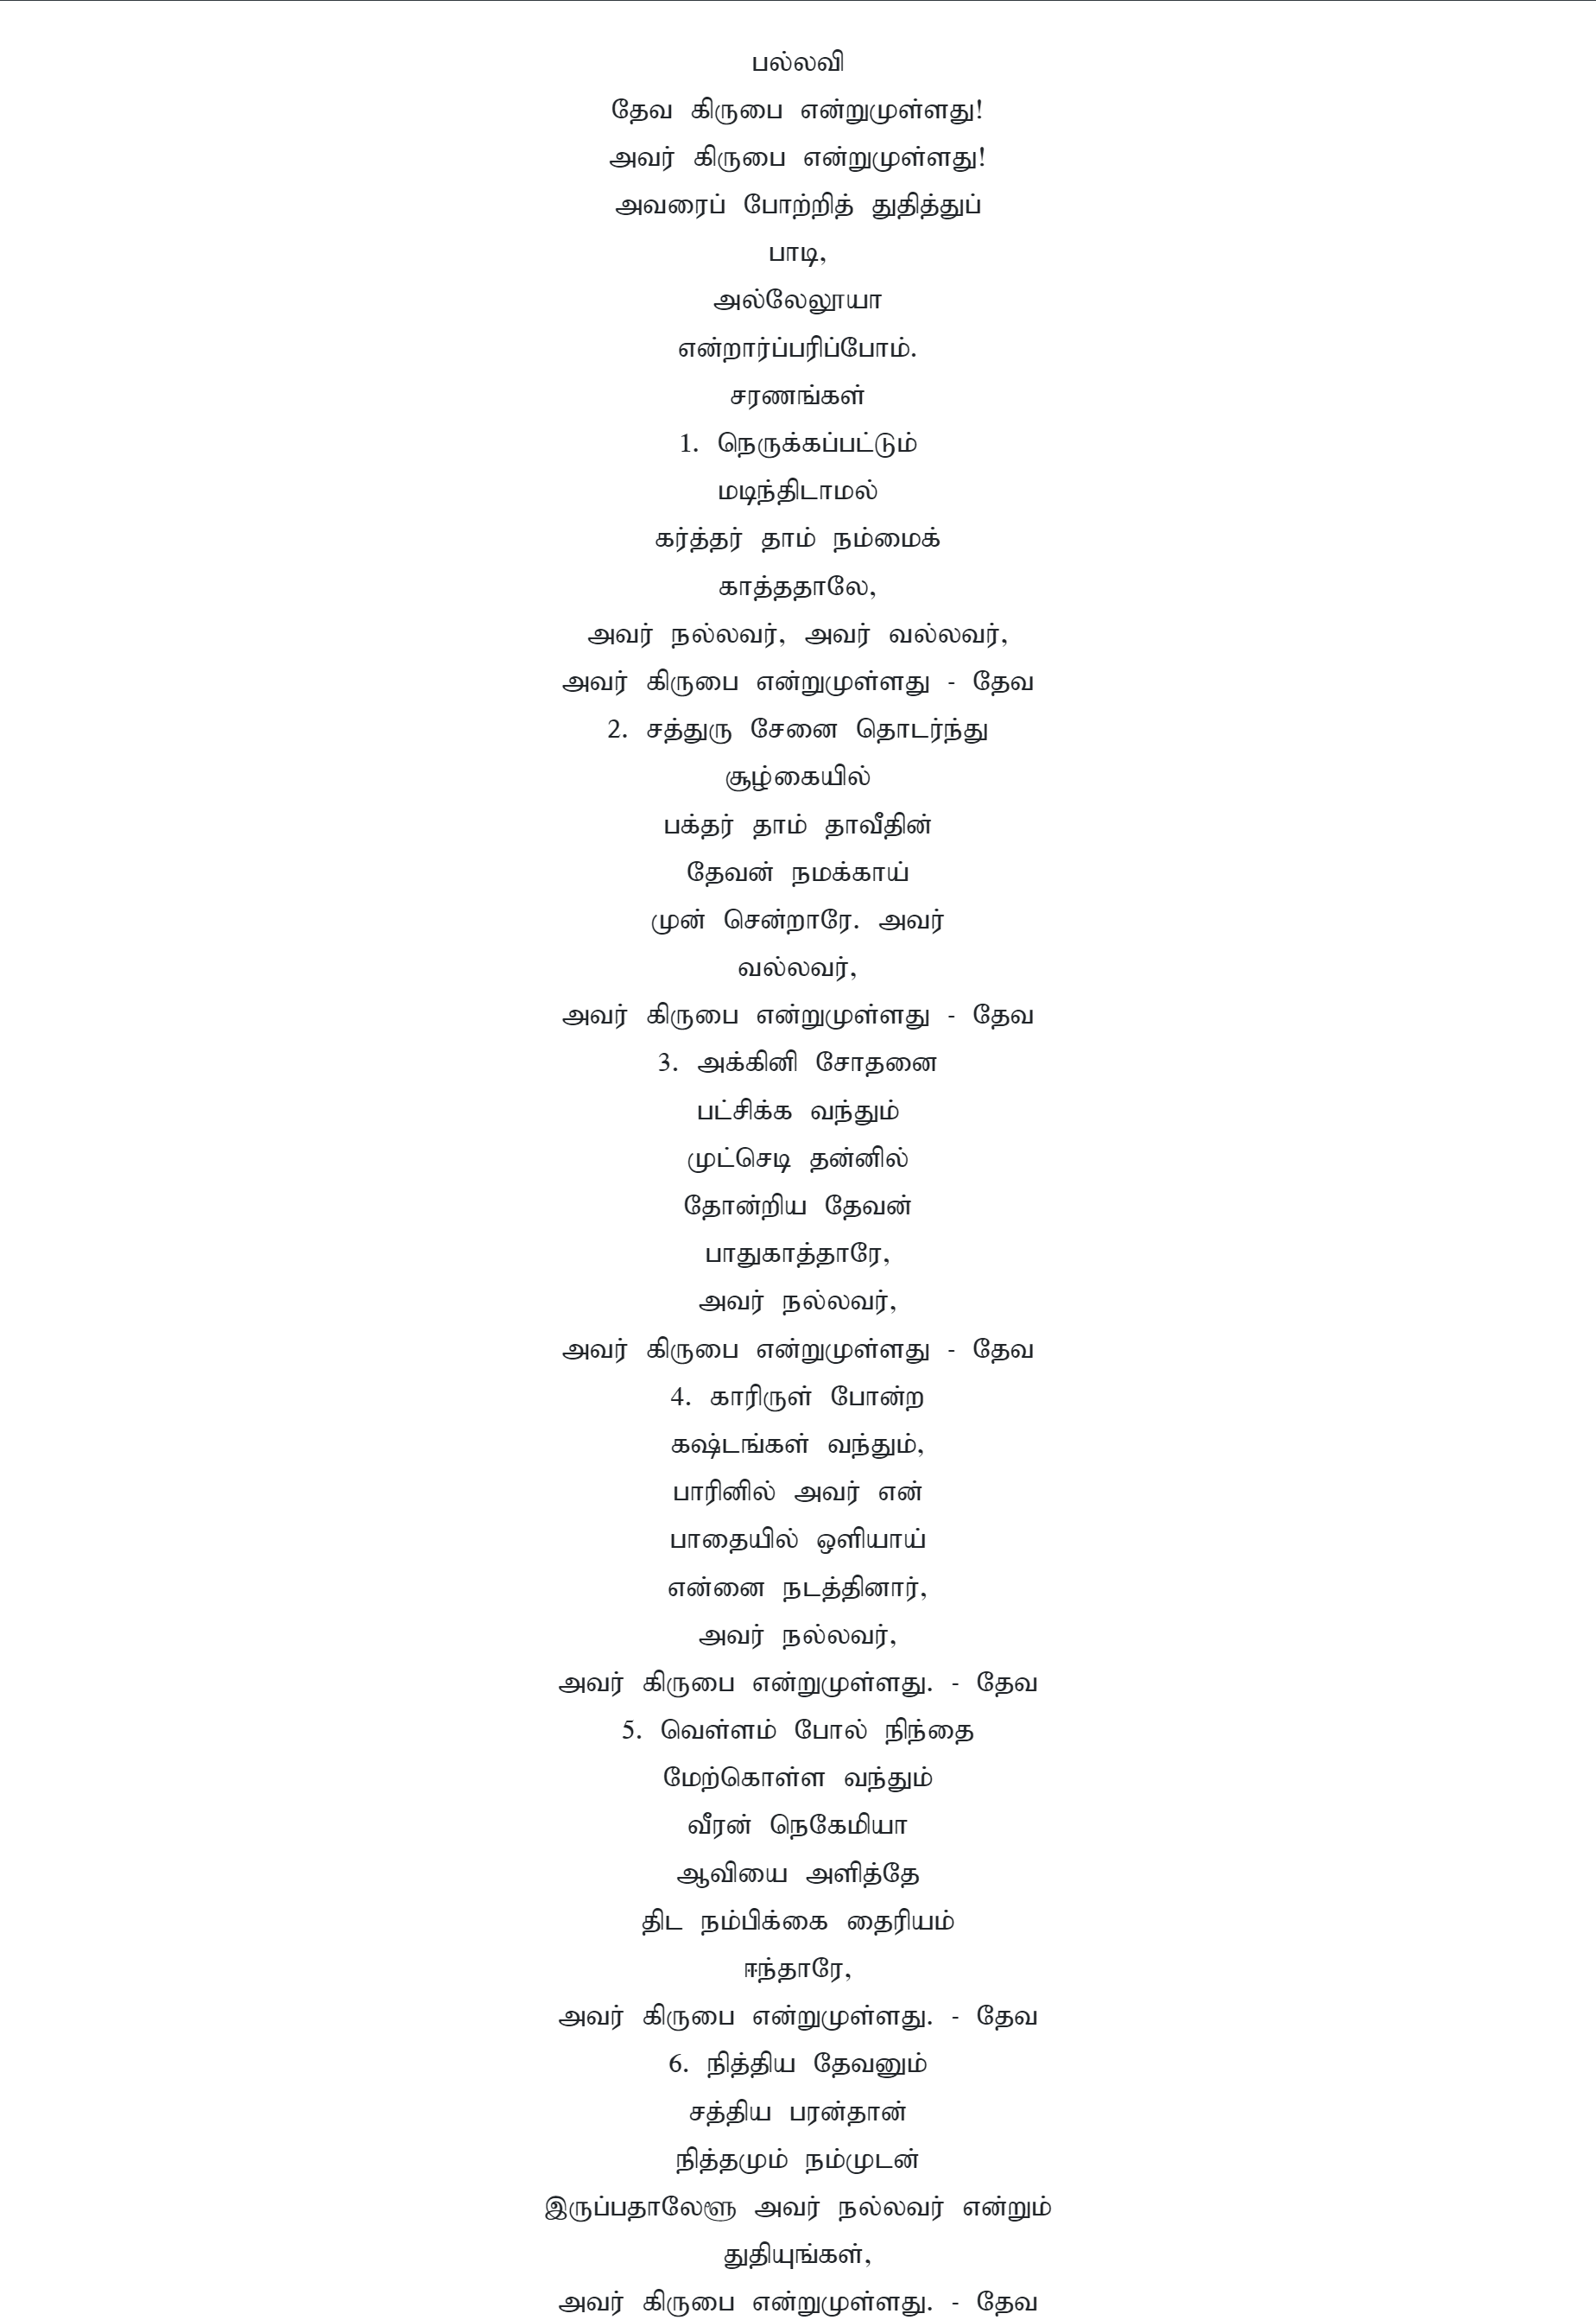 பல்லவி
தேவ கிருபை என்றுமுள்ளது!
அவர் கிருபை என்றுமுள்ளது!
அவரைப் போற்றித் துதித்துப்
பாடி,
அல்லேலூயா
என்றார்ப்பரிப்போம்.
சரணங்கள்
1. நெருக்கப்பட்டும்
மடிந்திடாமல்
கர்த்தர் தாம் நம்மைக்
காத்ததாலே,
அவர் நல்லவர், அவர் வல்லவர்,
அவர் கிருபை என்றுமுள்ளது - தேவ
2. சத்துரு சேனை தொடர்ந்து
சூழ்கையில்
பக்தர் தாம் தாவீதின்
தேவன் நமக்காய்
முன் சென்றாரே. அவர்
வல்லவர்,
அவர் கிருபை என்றுமுள்ளது - தேவ
3. அக்கினி சோதனை
பட்சிக்க வந்தும்
முட்செடி தன்னில்
தோன்றிய தேவன்
பாதுகாத்தாரே,
அவர் நல்லவர்,
அவர் கிருபை என்றுமுள்ளது - தேவ
4. காரிருள் போன்ற
கஷ்டங்கள் வந்தும்,
பாரினில் அவர் என்
பாதையில் ஒளியாய்
என்னை நடத்தினார்,
அவர் நல்லவர்,
அவர் கிருபை என்றுமுள்ளது. - தேவ
5. வெள்ளம் போல் நிந்தை
மேற்கொள்ள வந்தும்
வீரன் நெகேமியா
ஆவியை அளித்தே
திட நம்பிக்கை தைரியம்
ஈந்தாரே,
அவர் கிருபை என்றுமுள்ளது. - தேவ
6. நித்திய தேவனும்
சத்திய பரன்தான்
நித்தமும் நம்முடன்
இருப்பதாலேளூ அவர் நல்லவர் என்றும்
துதியுங்கள்,
அவர் கிருபை என்றுமுள்ளது. - தேவ